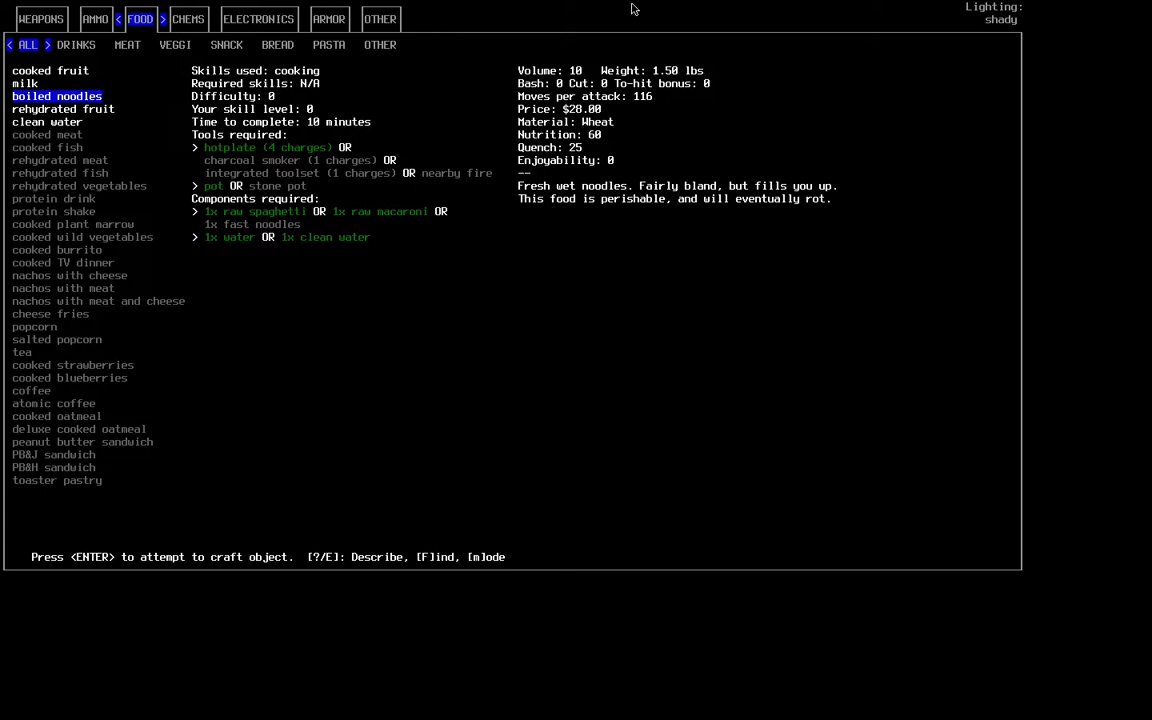 Lighting:
shady
WEAPONS AMMO < FOOD > CHEMS ELECTRONICS ARMOR OTHER
< ALL > DRINKS MEAT VEGGI SNACK BREAD PASTA OTHER
cooked fruit
milk
boiled noodles
rehydrated fruit
clean water
cooked meat
cooked fish
rehydrated meat
rehydrated fish
rehydrated vegetables
protein drink
protein shake
cooked plant marrow
cooked wild vegetables
cooked burrito
cooked TV dinner
nachos with cheese
nachos with meat
nachos with meat and cheese
cheese fries
popcorn
salted popcorn
tea
cooked strawberries
cooked blueberries
coffee
atomic coffee
cooked oatmeal
deluxe cooked oatmeal
peanut butter sandwich
PB&J sandwich
PB&H sandwich
toaster pastry
Skills used: cooking
Required skills: N/A
Difficulty: 0
Your skill level: 0
Time to complete: 10 minutes
Tools required:
> hotplate (4 charges) OR
charcoal smoker (1 charges) OR
integrated toolset (1 charges) OR nearby fire
> pot OR stone pot
Components required:
> 1x raw spaghetti OR 1x raw macaroni OR
1x fast noodles
> 1x water OR 1x clean water
Volume: 10 Weight: 1.50 lbs
Bash: 0 Cut: 0 To-hit bonus: 0
Moves per attack: 116
Price: $28.00
Material: Wheat
Nutrition: 60
Quench: 25
Enjoyability: 0
--
Fresh wet noodles. Fairly bland, but fills you up.
This food is perishable, and will eventually rot.
Press <ENTER> to attempt to craft object. [?/E]: Describe, [F]ind, [m]ode